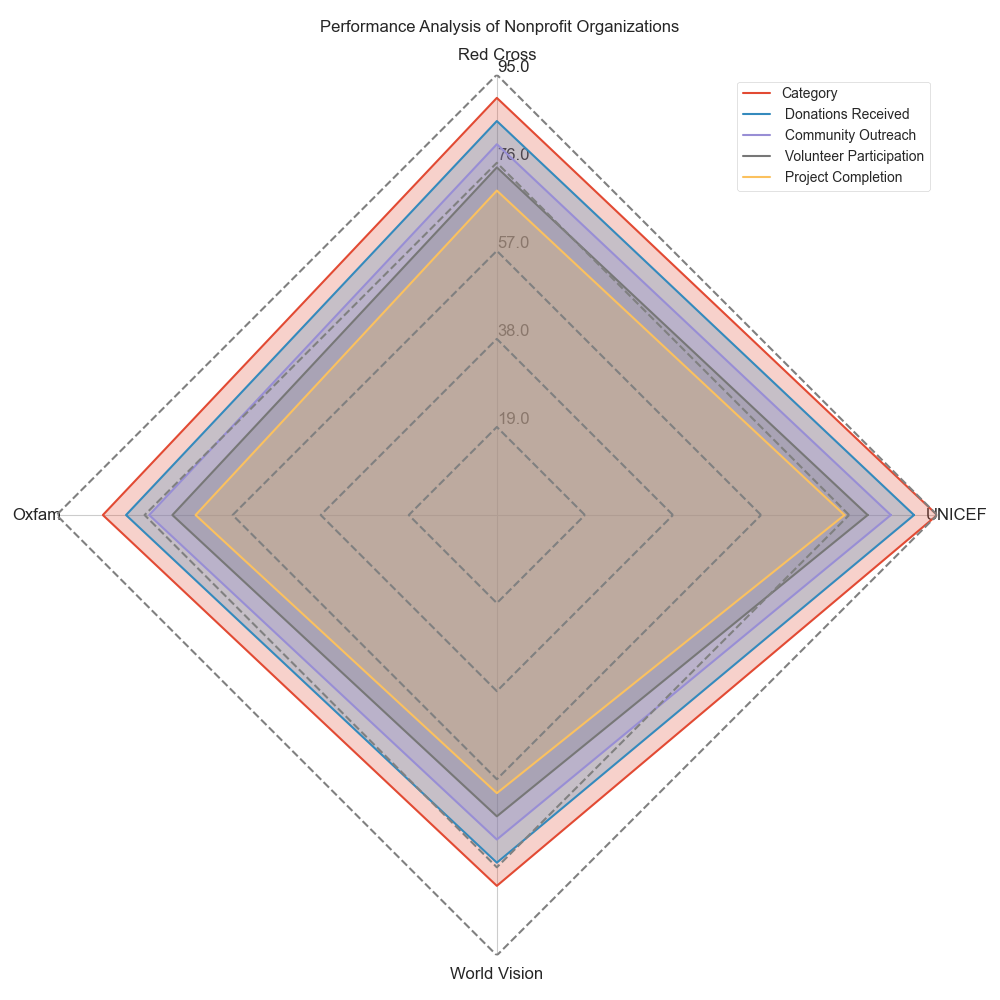 Performance Analysis of Nonprofit Organizations
Red Cross
95.0
Category
Donations Received
Community Outreach
Volunteer Participation
Project Completion
76.0
57.0
38.0
19.0
Oxfam
UNICEF
World Vision